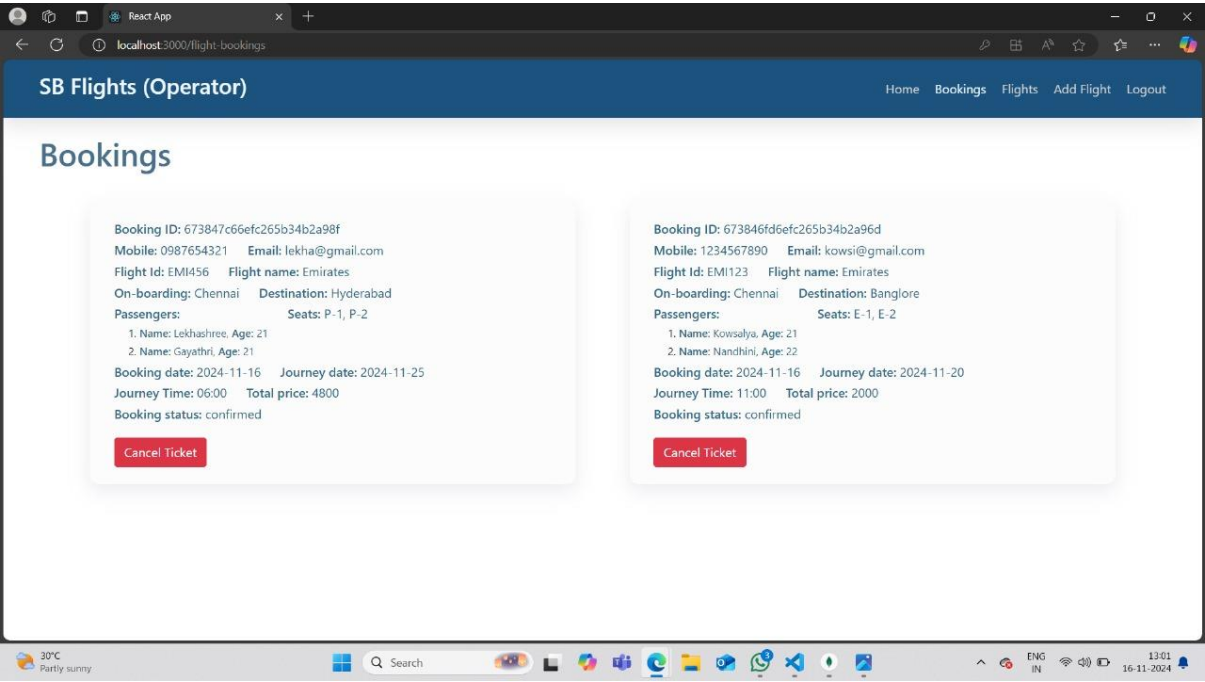 React App
localhost:3000/flight-bookings
SB Flights (Operator)
Home Bookings Flights Add Flight Logout
Bookings
Booking ID: 673847c66efc265b34b2a98f
Mobile: 0987654321 Email: lekha@gmail.com
Flight Id: EMI456 Flight name: Emirates
On-boarding: Chennai Destination: Hyderabad
Passengers: Seats: P-1, P-2
1. Name: Lekhashree, Age: 21
2. Name: Gayathri, Age: 21
Booking date: 2024-11-16 Journey date: 2024-11-25
Journey Time: 06:00 Total price: 4800
Booking status: confirmed
Cancel Ticket
Booking ID: 673846fd6efc265b34b2a96d
Mobile: 1234567890 Email: kowsi@gmail.com
Flight Id: EMI123 Flight name: Emirates
On-boarding: Chennai Destination: Banglore
Passengers: Seats: E-1, E-2
1. Name: Kowsalya, Age: 21
2. Name: Nandhini, Age: 22
Booking date: 2024-11-16 Journey date: 2024-11-20
Journey Time: 11:00 Total price: 2000
Booking status: confirmed
Cancel Ticket
30°C
Partly sunny
Search
3
ENG
IN
13:01
16-11-2024